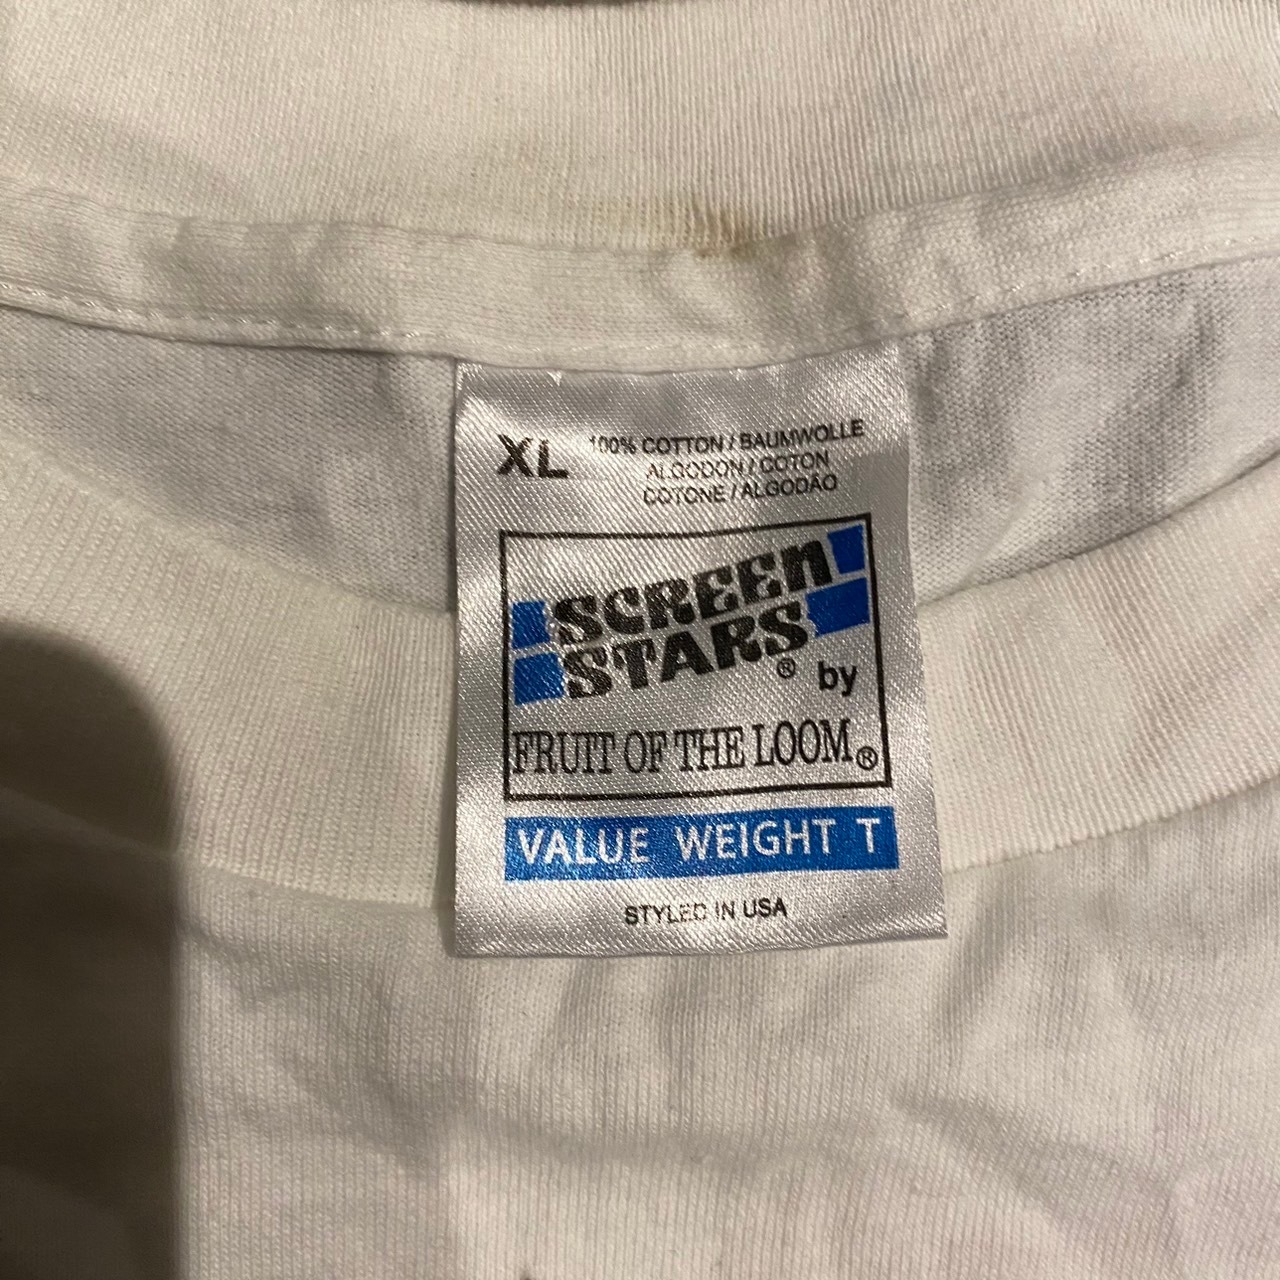 XL
100% COTTON / BAUMWOLLE
ALGODON / COTON
COTONE / ALGODÃO
SCREEN
STARS® by
FRUIT OF THE LOOM®
VALUE WEIGHT T
STYLED IN USA